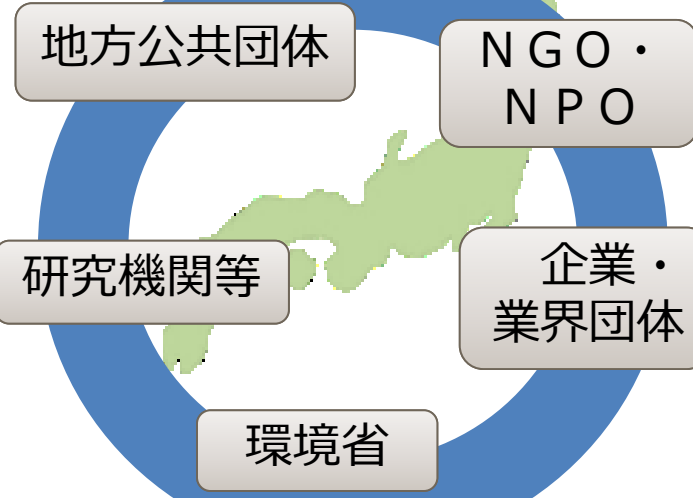 地方公共団体
ＮＧＯ・
ＮＰＯ
研究機関等
企業・
業界団体
環境省